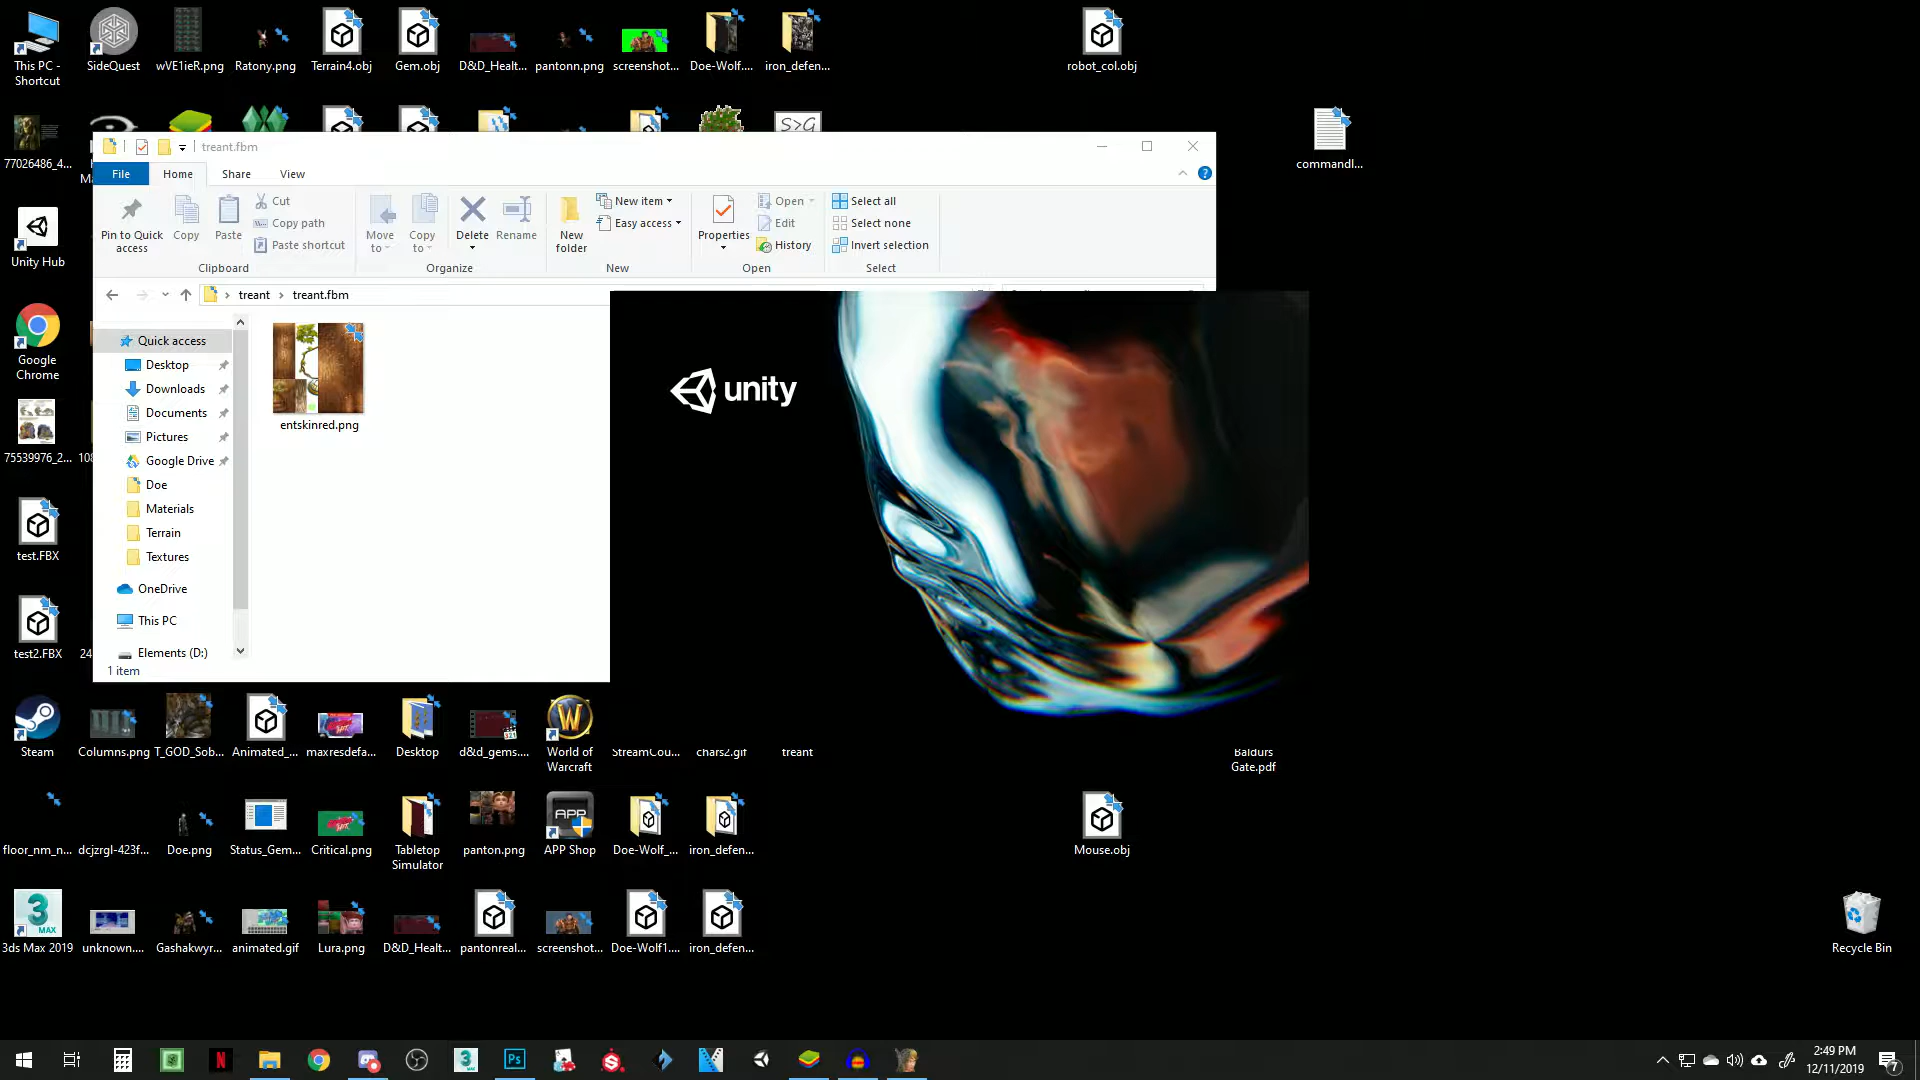 This PC - Shortcut
SideQuest
wVE1ieR.png
Ratony.png
Terrain4.obj
Gem.obj
D&D_Healt...
pantonn.png
screenshot...
Doe-Wolf....
iron_defen...
robot_col.obj
S>G
77026486_4...
commandl...
treant.fbm
File
Home
Share
View
Pin to Quick access
Copy
Paste
Cut
Copy path
Paste shortcut
Clipboard
Move to
Copy to
Delete
Rename
Organize
New folder
New item
Easy access
New
Properties
Open
Edit
History
Open
Select all
Select none
Invert selection
Select
Unity Hub
treant
treant.fbm
Quick access
Desktop
Downloads
Documents
Pictures
Google Drive
Doe
Materials
Terrain
Textures
OneDrive
This PC
Elements (D:)
1 item
entskinred.png
unity
Google Chrome
75539976_2...
108
test.FBX
test2.FBX
24
Steam
Columns.png
T_GOD_Sob...
Animated_...
maxresdefa...
Desktop
d&d_gems....
World of Warcraft
StreamCou...
chars2.gif
treant
Baldurs Gate.pdf
floor_nm_n...
dcjzrgl-423f...
Doe.png
Status_Gem...
Critical.png
Tabletop Simulator
panton.png
APP
APP Shop
Doe-Wolf_...
iron_defen...
Mouse.obj
3 MAX
3ds Max 2019
unknown....
Gashakwyr...
animated.gif
Lura.png
D&D_Healt...
pantonreal...
screenshot...
Doe-Wolf1....
iron_defen...
Recycle Bin
2:49 PM
12/11/2019
7